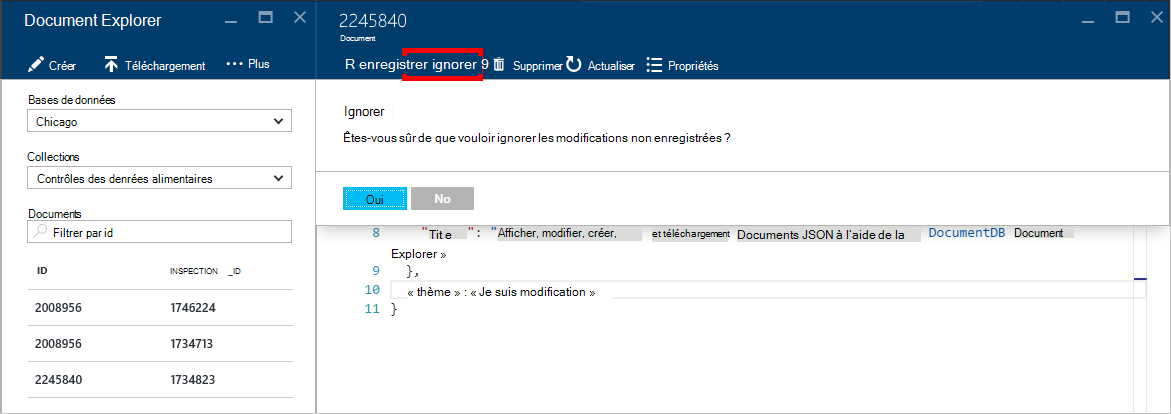 Document Explorer
Créer Téléchargement ••• Plus
Bases de données
Chicago
Collections
Contrôles des denrées alimentaires
Documents
Filtrer par id
ID INSPECTION _ID
2008956 1746224
2008956 1734713
2245840 1734823
2245840
Document
R enregistrer ignorer 9 Supprimer Actualiser Propriétés
Ignorer
Êtes-vous sûr de que vouloir ignorer les modifications non enregistrées ?
Oui No
8 "Tit e ": "Afficher, modifier, créer, et téléchargement Documents JSON à l'aide de la DocumentDB Document
Explorer »
9 },
10 « thème » : « Je suis modification »
11 }